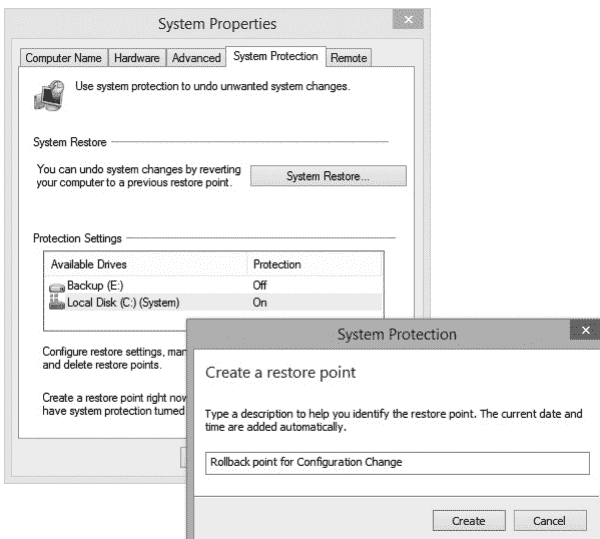 System Properties
Computer Name Hardware Advanced System Protection Remote
Use system protection to undo unwanted system changes.
System Restore
You can undo system changes by reverting
your computer to a previous restore point.
System Restore...
Protection Settings
Available Drives Protection
Backup (E:) Off
Local Disk (C:) (System) On
Configure restore settings,
and delete restore points.
Create a restore point right
have system protection turned
System Protection
Create a restore point
Type a description to help you identify the restore point. The current date and
time are added automatically.
Rollback point for Configuration Change
Create Cancel